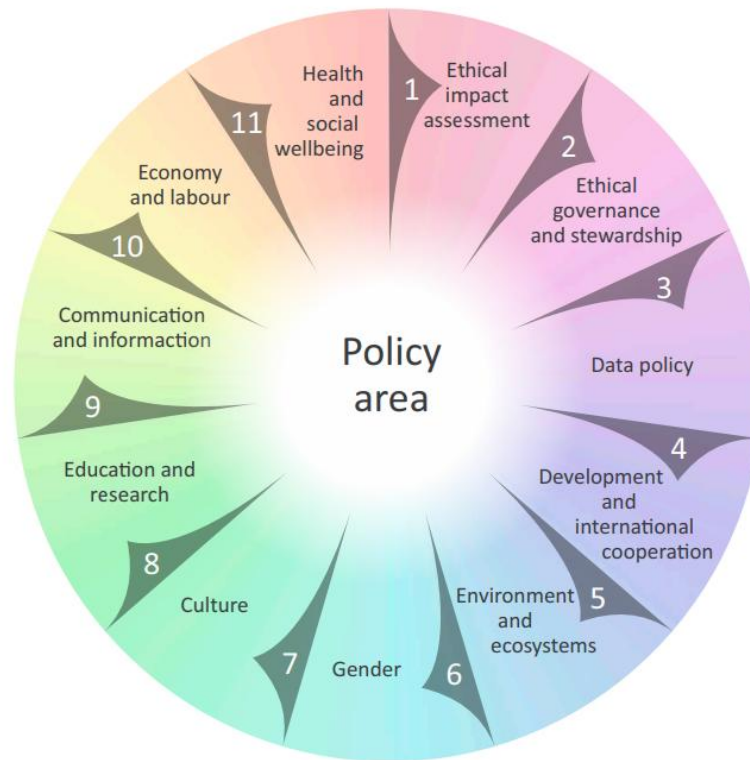 Policy
area
1
Ethical
impact
assessment
2
Ethical
governance
and stewardship
3
Data policy
4
Development
and
international
cooperation
5
Environment
and
ecosystems
6
Gender
7
Culture
8
Education and
research
9
Communication
and informaction
10
Economy
and labour
11
Health
and
social
wellbeing